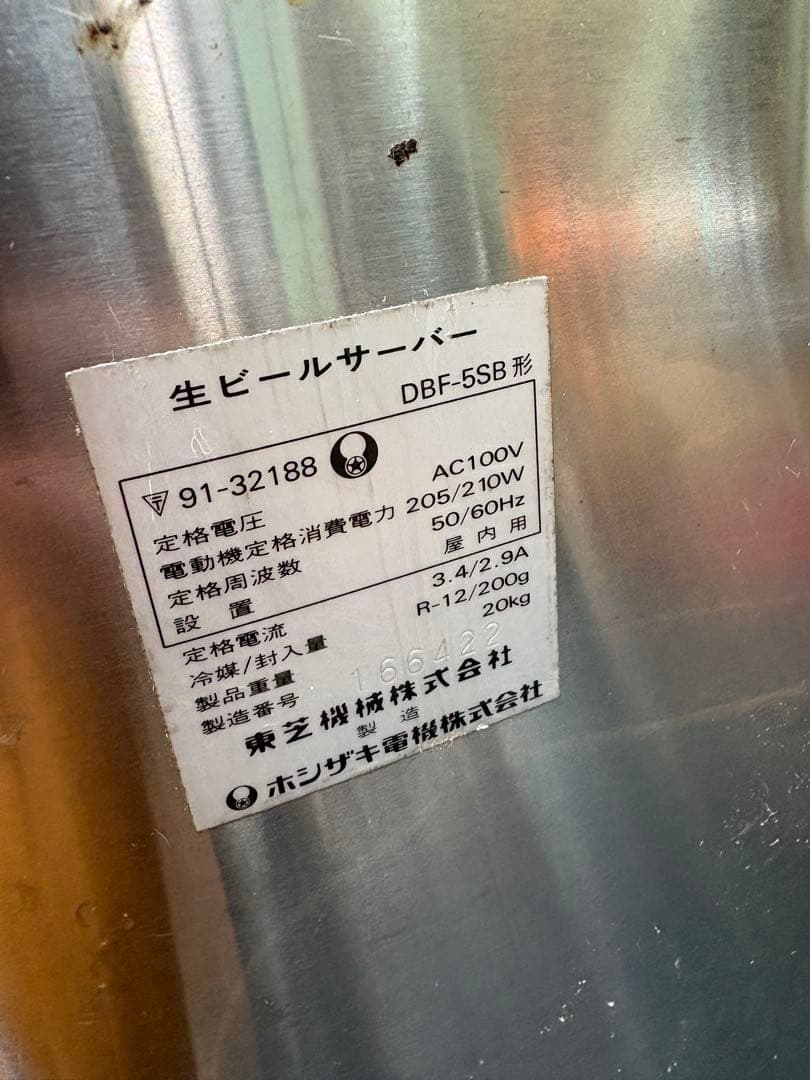 生ビールサーバー
DBF-5SB形
〒 91-32188
定格電圧 AC100V
電動機定格消費電力 205/210W
定格周波数 50/60Hz
設置 屋内用
定格電流 3.4/2.9A
冷媒/封入量 R-12/200g
製品重量 20kg
製造番号 166422
東芝機械株式会社
製造
ホシザキ電機株式会社